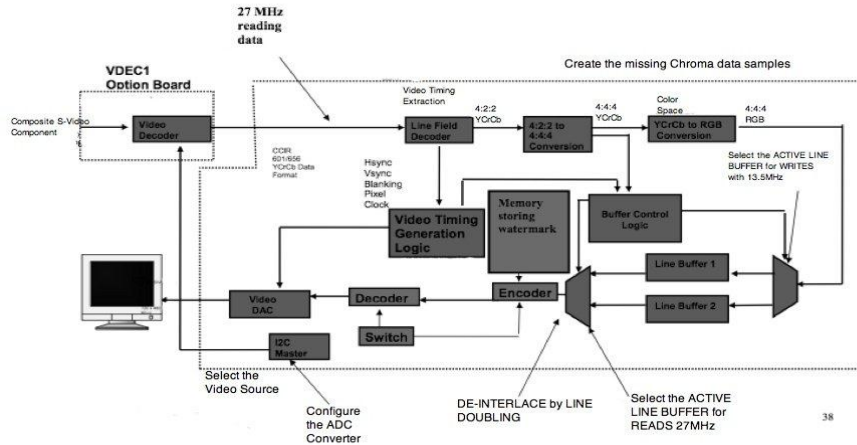 27 MHz
reading
data
Create the missing Chroma data samples
VDEC1
Option Board
Video Timing
Extraction
4:2:2
YCrCb
4:4:4
YCrCb
Color
Space
4:4:4
RGB
Composite S-Video
Component
Video
Decoder
Line Field
Decoder
4:2:2 to
4:4:4
Conversion
YCrCb to RGB
Conversion
CCIR
601/656
YCrCb Data
Format
Hsync
Vsync
Blanking
Pixel
Clock
Select the ACTIVE LINE
BUFFER for WRITES
with 13.5MHz
Memory
storing
watermark
Video Timing
Generation
Logic
Buffer Control
Logic
Line Buffer 1
Line Buffer 2
Video
DAC
Decoder
Encoder
Switch
I2C
Master
Select the
Video Source
Configure
the ADC
Converter
DE-INTERLACE by LINE
DOUBLING
Select the ACTIVE
LINE BUFFER for
READS 27MHz
38